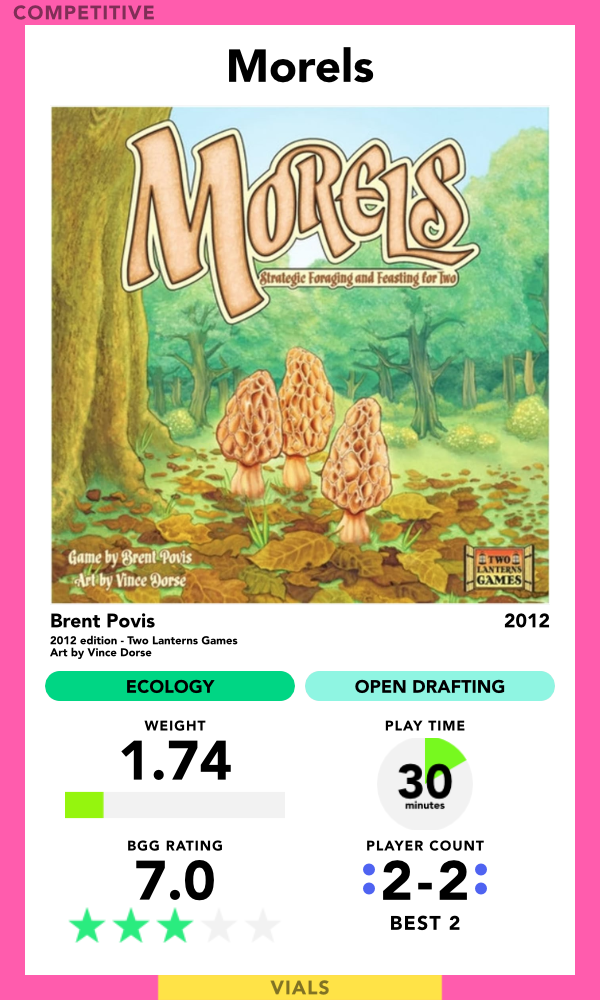 COMPETITIVE
Morels
MORELS
Strategic Foraging and Feasting for Two
Game by Brent Povis
Art by Vince Dorse
TWO
LANTERNS
GAMES
Brent Povis
2012
2012 edition - Two Lanterns Games
Art by Vince Dorse
ECOLOGY
OPEN DRAFTING
WEIGHT
1.74
PLAY TIME
30
minutes
BGG RATING
7.0
PLAYER COUNT
2-2
BEST 2
VIALS